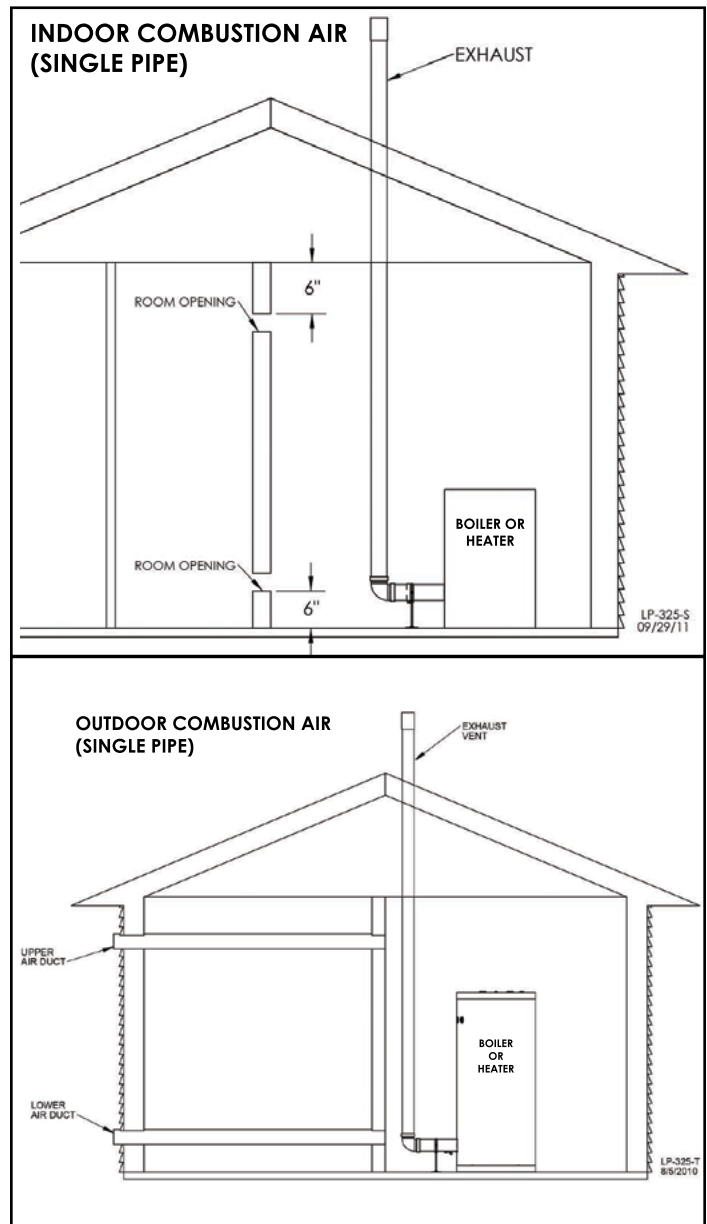 INDOOR COMBUSTION AIR
(SINGLE PIPE)
EXHAUST
6"
ROOM OPENING
BOILER OR
HEATER
ROOM OPENING
6"
LP-325-S
09/29/11
OUTDOOR COMBUSTION AIR
(SINGLE PIPE)
EXHAUST
VENT
UPPER
AIR DUCT
BOILER
OR
HEATER
LOWER
AIR DUCT
LP-325-T
8/5/2010